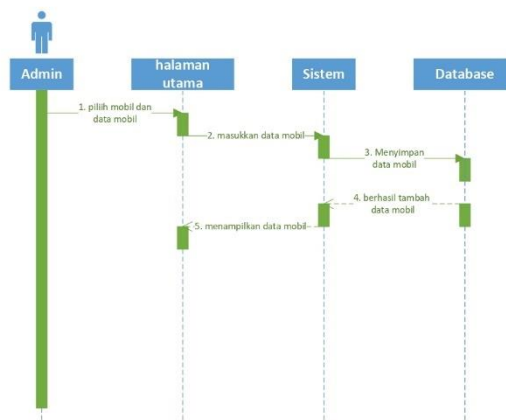 Admin
halaman
utama
Sistem
Database
1. pilih mobil dan
data mobil
2. masukkan data mobil
3. Menyimpan
data mobil
4. berhasil tambah
data mobil
5. menampilkan data mobil